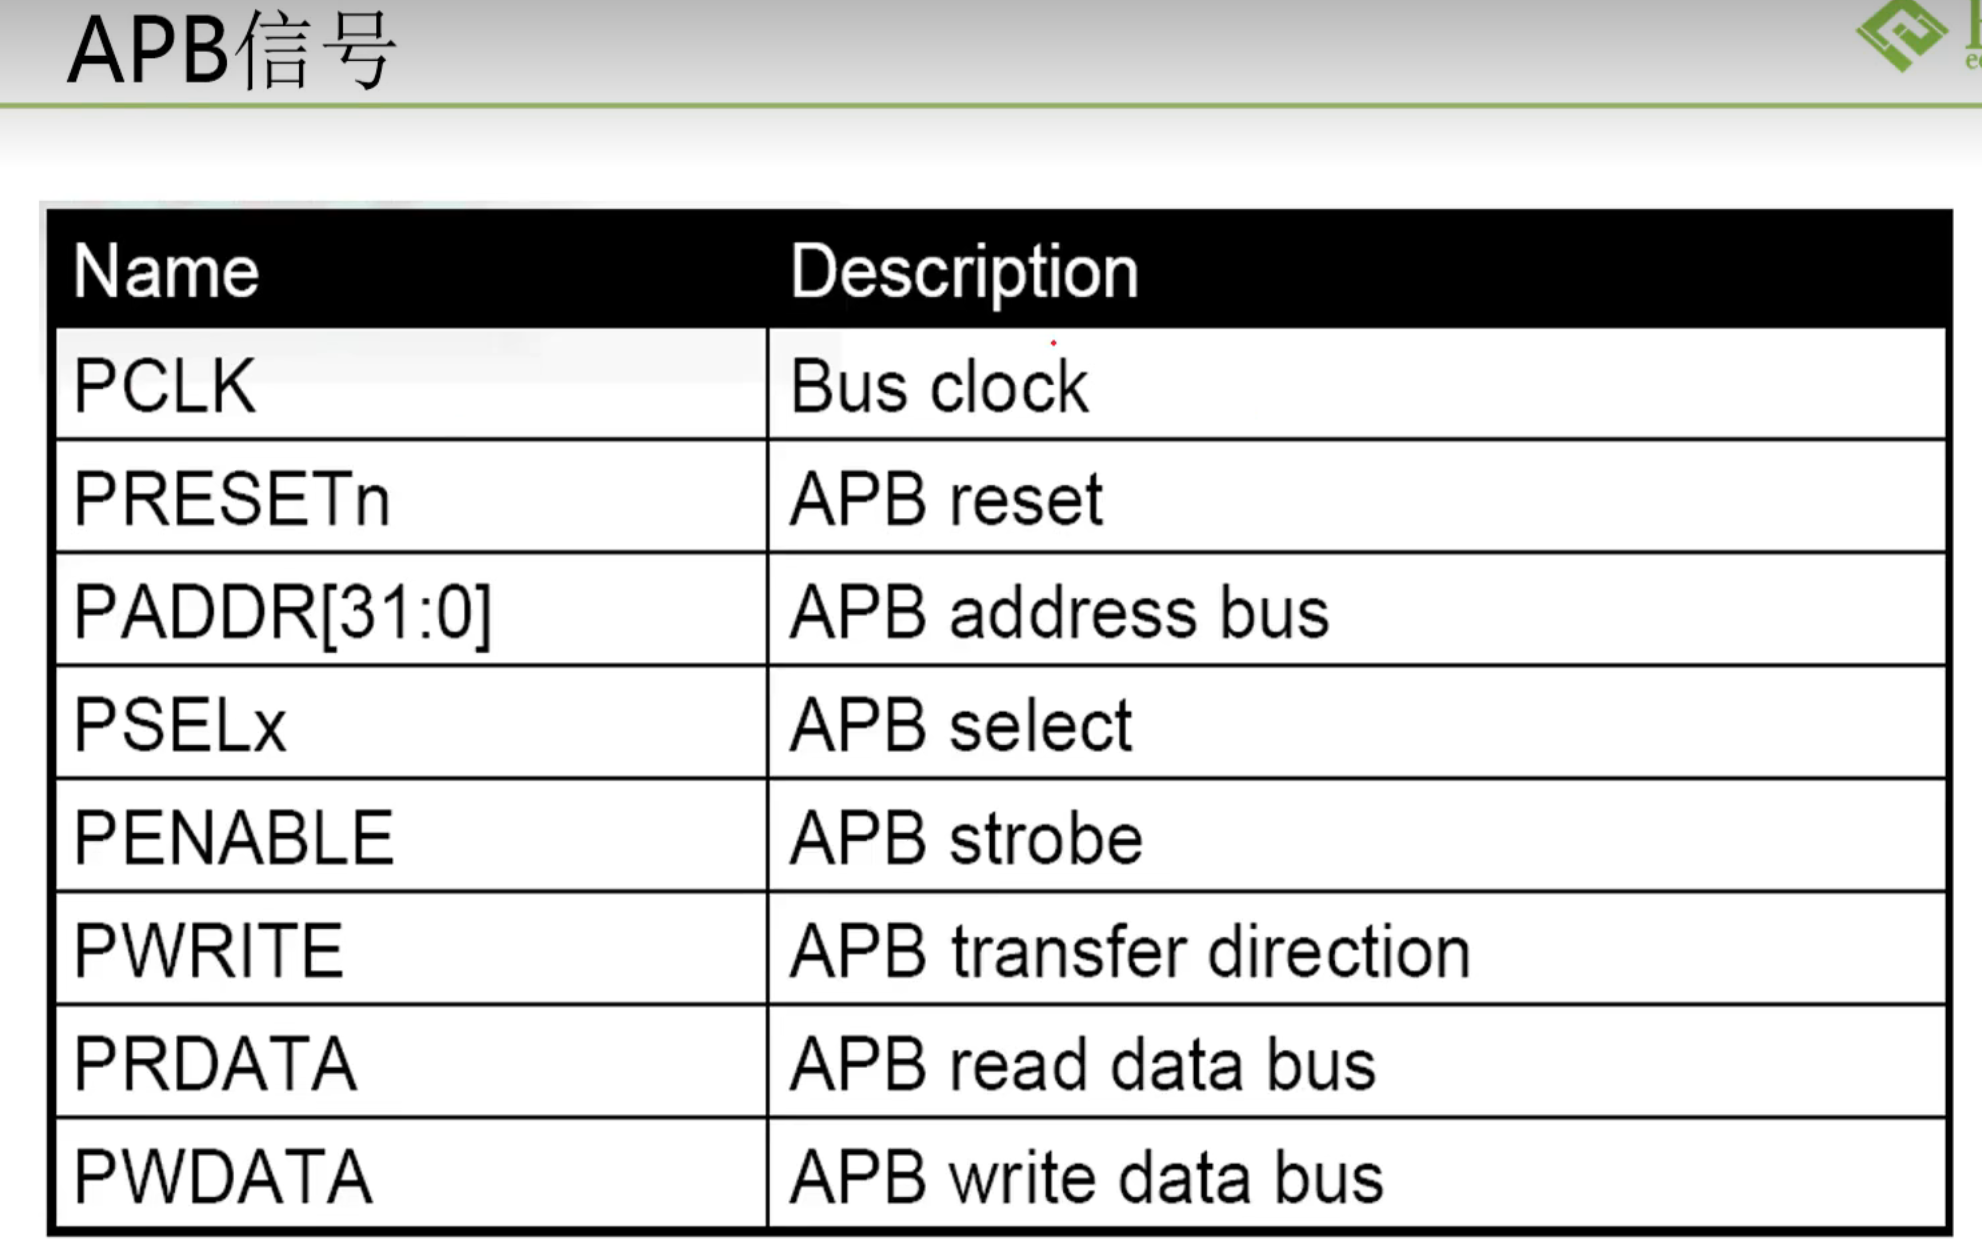 APB信号
Name Description
PCLK Bus clock
PRESETn APB reset
PADDR[31:0] APB address bus
PSELx APB select
PENABLE APB strobe
PWRITE APB transfer direction
PRDATA APB read data bus
PWDATA APB write data bus